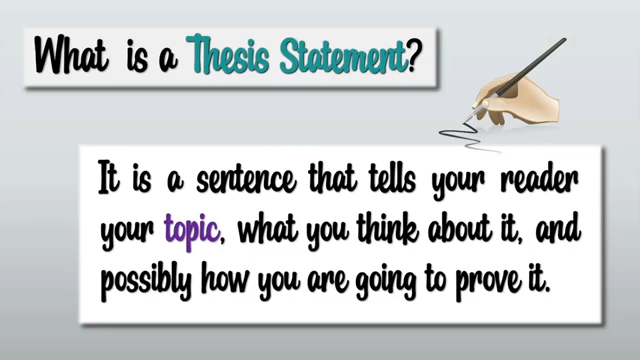 What is a Thesis Statement?
It is a sentence that tells your reader
your topic, what you think about it, and
possibly how you are going to prove it.